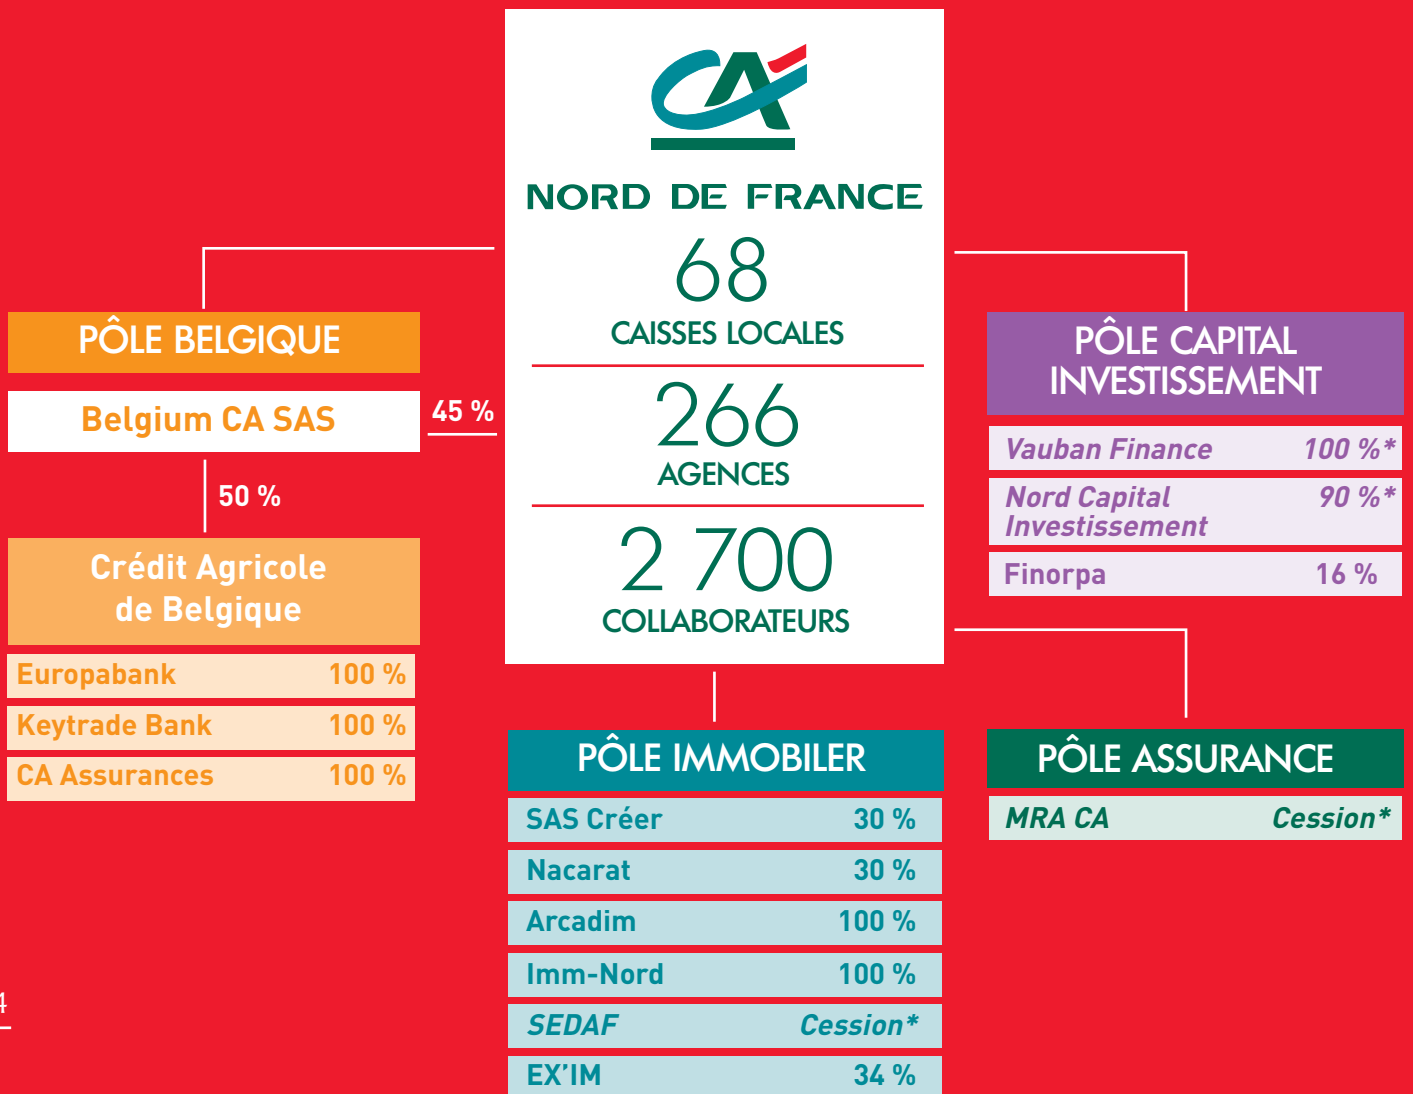 CA
NORD DE FRANCE
68
CAISSES LOCALES
266
AGENCES
2 700
COLLABORATEURS
PÔLE BELGIQUE
Belgium CA SAS
45 %
50 %
Crédit Agricole
de Belgique
Europabank 100 %
Keytrade Bank 100 %
CA Assurances 100 %
PÔLE CAPITAL
INVESTISSEMENT
Vauban Finance 100 %*
Nord Capital 90 %*
Investissement
Finorpa 16 %
PÔLE IMMOBILER
SAS Créer 30 %
Nacarat 30 %
Arcadim 100 %
Imm-Nord 100 %
SEDAF Cession*
EX’IM 34 %
PÔLE ASSURANCE
MRA CA Cession*
4